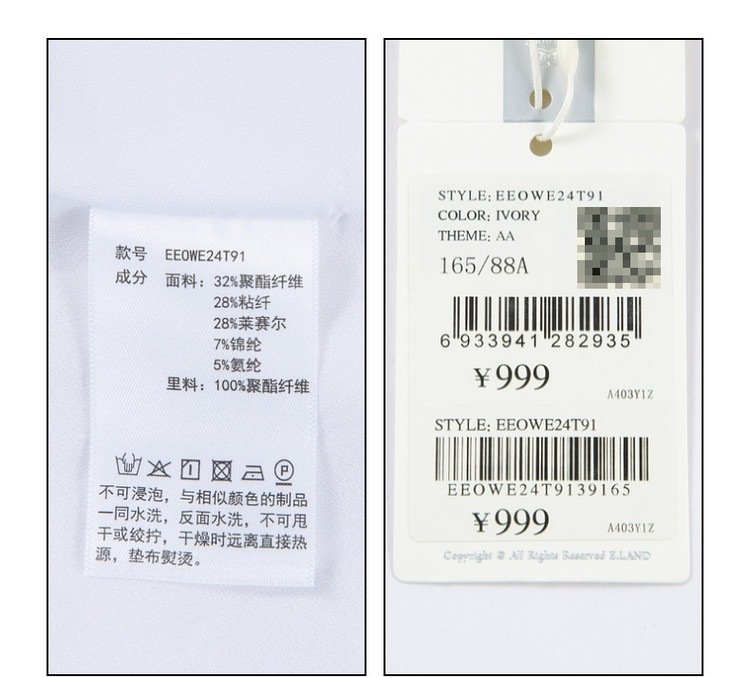 款号 EEOWE24T91
成分 面料：32%聚酯纤维
28%粘纤
28%莱赛尔
7%锦纶
5%氨纶
里料：100%聚酯纤维
P
不可浸泡，与相似颜色的制品
一同水洗，反面水洗，不可甩
干或绞拧，干燥时远离直接热
源，垫布熨烫。
STYLE: EEOWE24T91
COLOR: IVORY
THEME: AA
165/88A
6 933941 282935
¥999
A403Y1Z
STYLE: EEOWE24T91
EEOWE24T9139165
¥999
A403Y1Z
Copyright © All Rights Reserved E.LAND